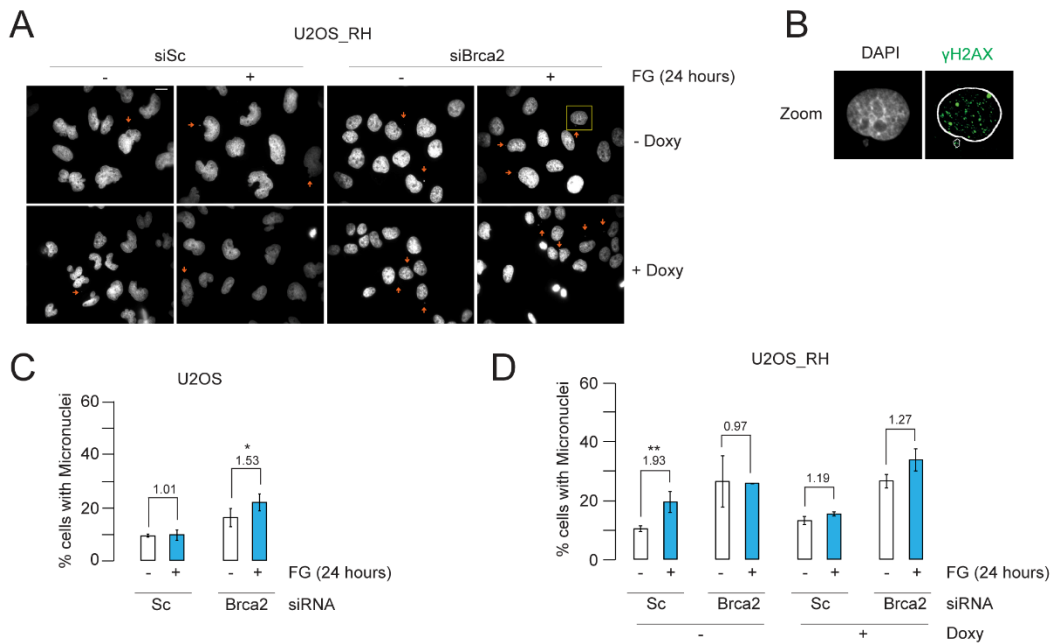 A
U2OS_RH
siSc
siBrca2
- + - + FG (24 hours)
- Doxy
+ Doxy
B
DAPI γH2AX
Zoom
C
U2OS
% cells with Micronuclei
60
40
20
0
1.01
*
1.53
- + - + FG (24 hours)
Sc Brca2 siRNA
D
U2OS_RH
% cells with Micronuclei
60
40
20
0
**
1.93
0.97
1.19
1.27
- + - + - + - + FG (24 hours)
Sc Brca2 Sc Brca2 siRNA
- + Doxy